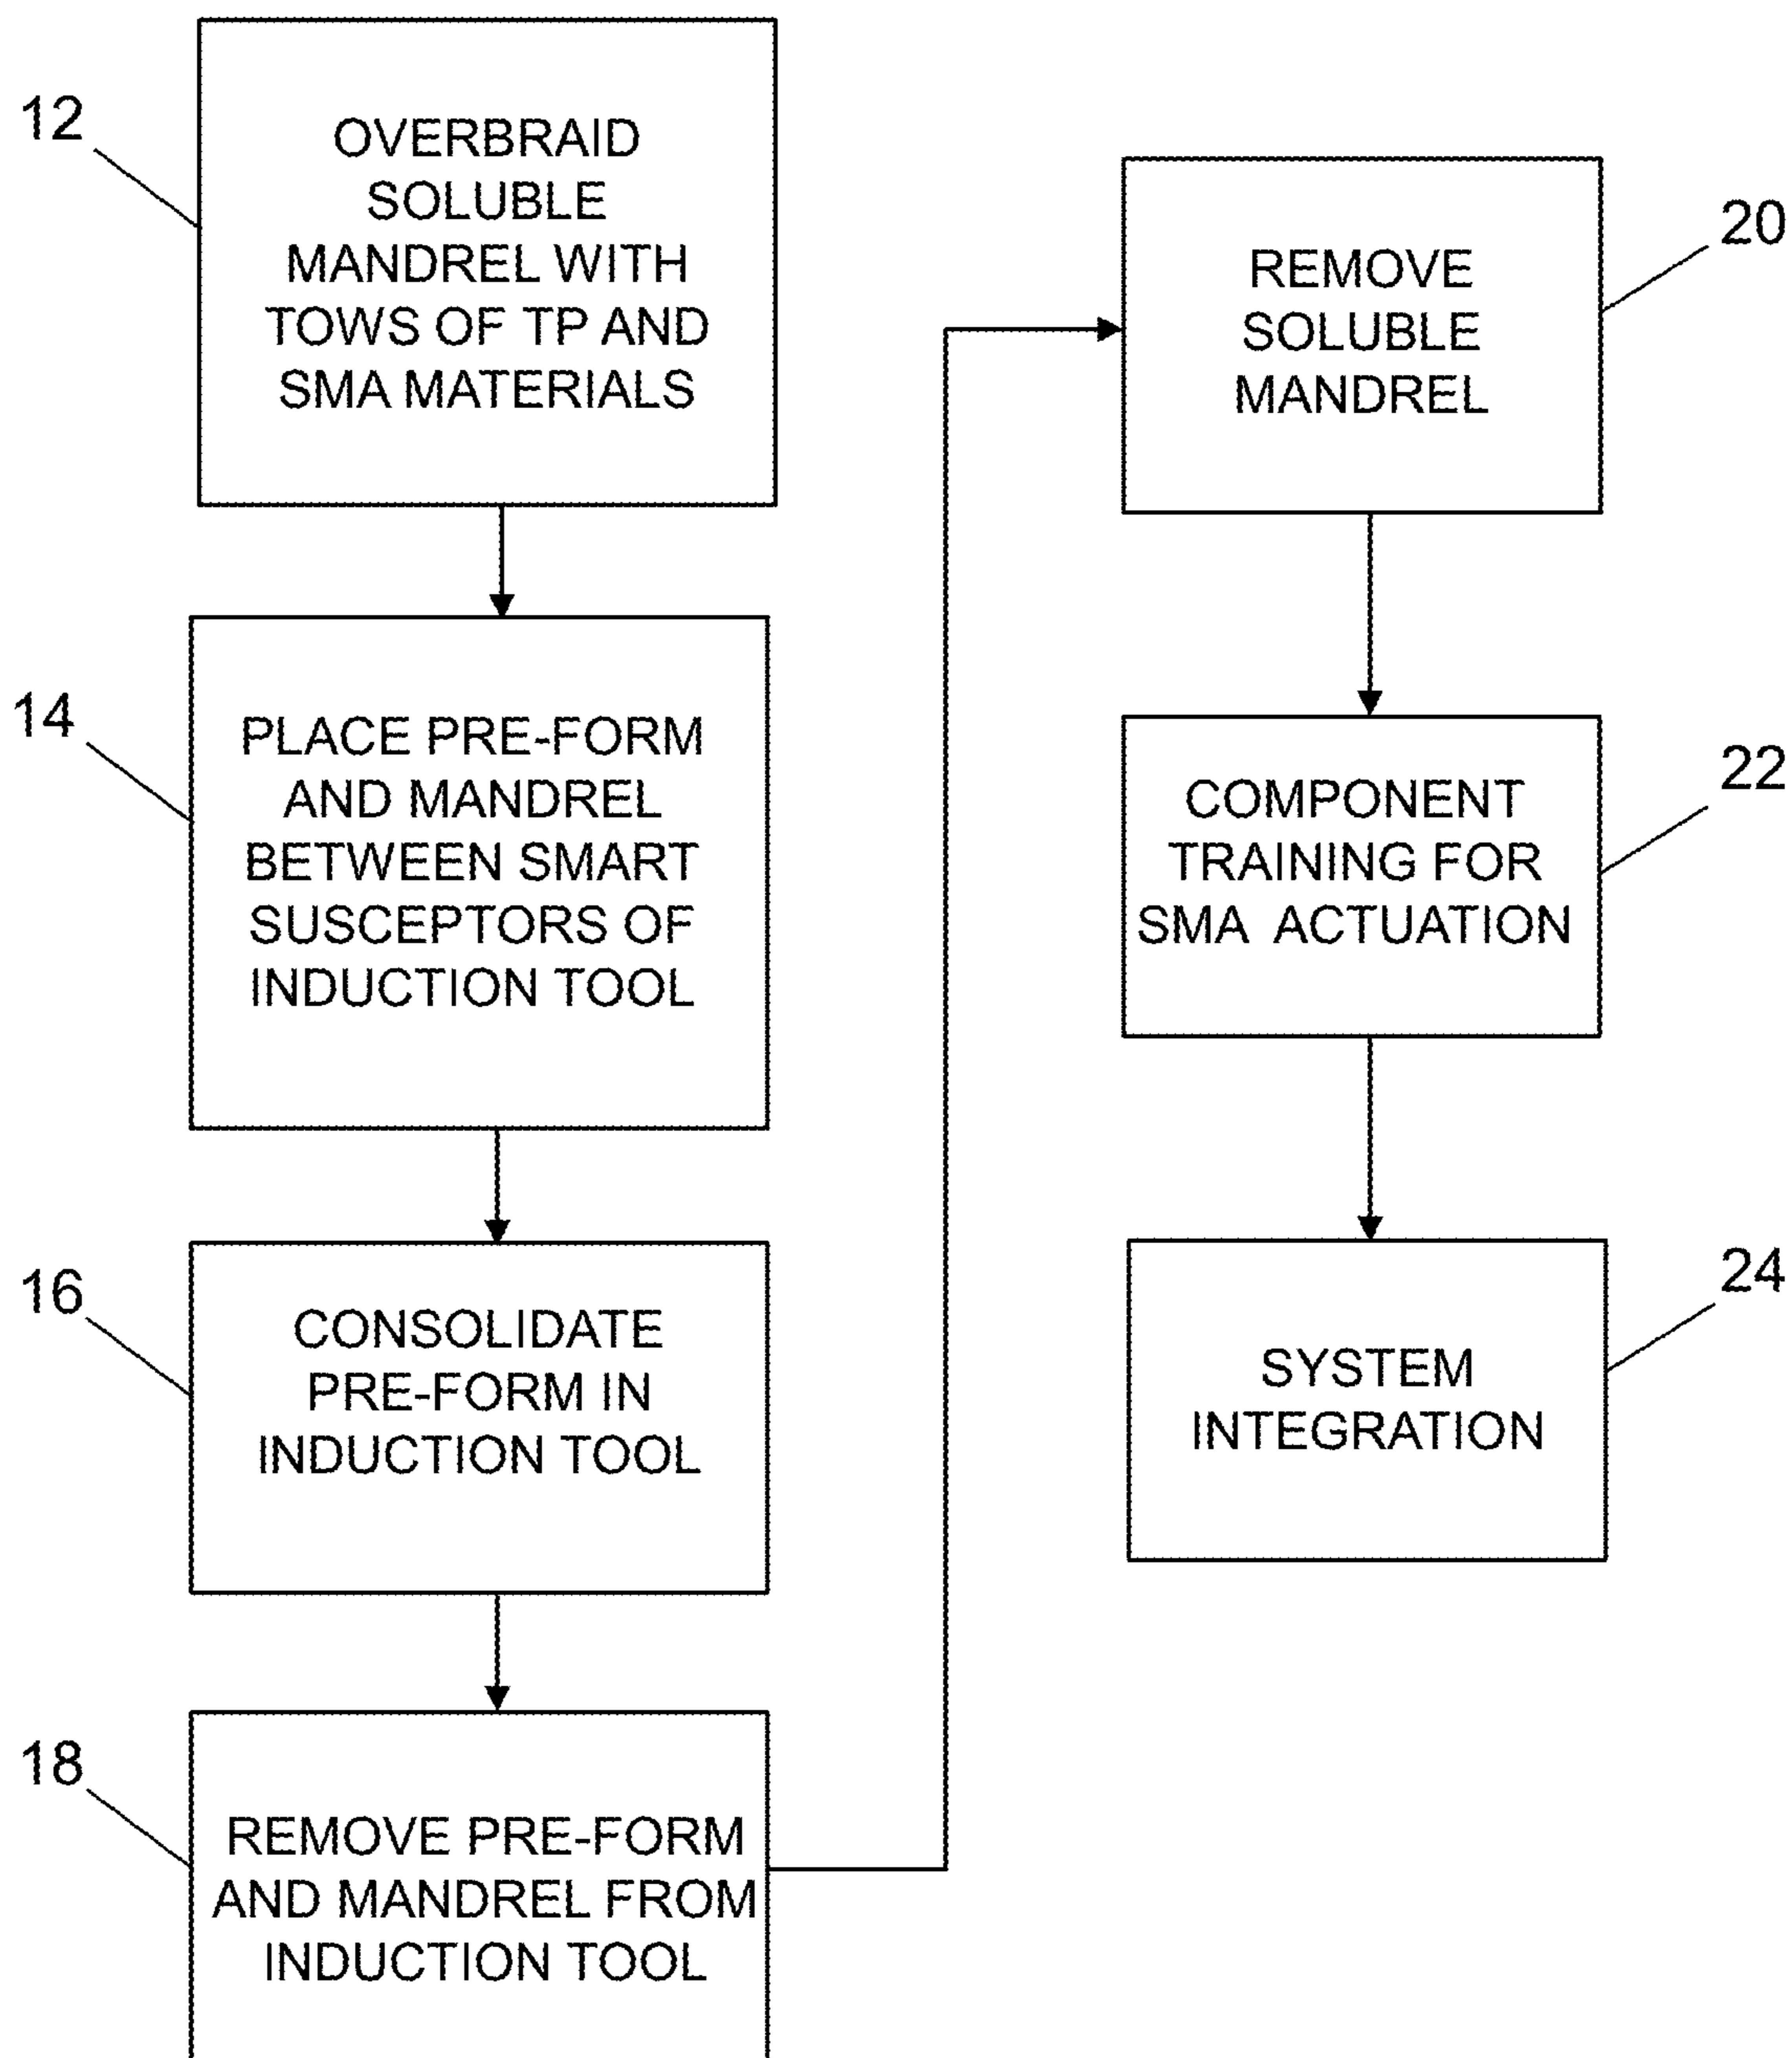 12
OVERBRAID
SOLUBLE
MANDREL WITH
TOWS OF TP AND
SMA MATERIALS
14
PLACE PRE-FORM
AND MANDREL
BETWEEN SMART
SUSCEPTORS OF
INDUCTION TOOL
16
CONSOLIDATE
PRE-FORM IN
INDUCTION TOOL
18
REMOVE PRE-FORM
AND MANDREL FROM
INDUCTION TOOL
20
REMOVE
SOLUBLE
MANDREL
22
COMPONENT
TRAINING FOR
SMA ACTUATION
24
SYSTEM
INTEGRATION